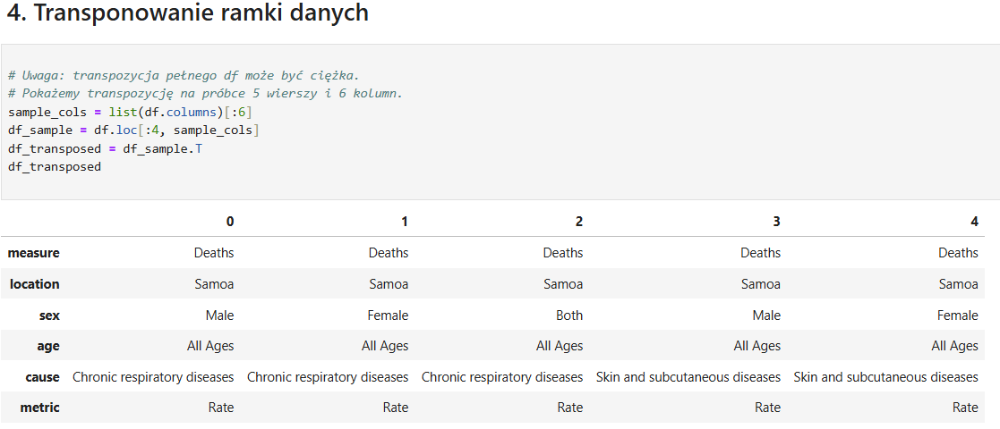 4. Transponowanie ramki danych
# Uwaga: transpozycja pełnego df może być ciężka.
# Pokażemy transpozycję na próbce 5 wierszy i 6 kolumn.
sample_cols = list(df.columns)[:6]
df_sample = df.loc[:4, sample_cols]
df_transposed = df_sample.T
df_transposed
0 1 2 3 4
measure Deaths Deaths Deaths Deaths Deaths
location Samoa Samoa Samoa Samoa Samoa
sex Male Female Both Male Female
age All Ages All Ages All Ages All Ages All Ages
cause Chronic respiratory diseases Chronic respiratory diseases Chronic respiratory diseases Skin and subcutaneous diseases Skin and subcutaneous diseases
metric Rate Rate Rate Rate Rate